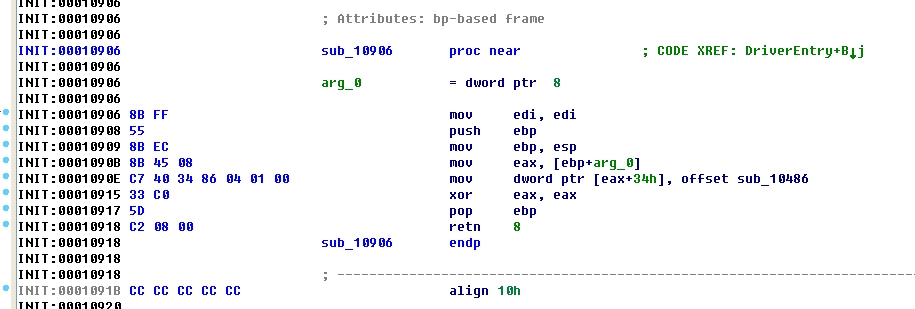 INIT:00010906
INIT:00010906 ; Attributes: bp-based frame
INIT:00010906
INIT:00010906 sub_10906 proc near ; CODE XREF: DriverEntry+B↓j
INIT:00010906
INIT:00010906 arg_0 = dword ptr 8
INIT:00010906
INIT:00010906 8B FF mov edi, edi
INIT:00010908 55 push ebp
INIT:00010909 8B EC mov ebp, esp
INIT:0001090B 8B 45 08 mov eax, [ebp+arg_0]
INIT:0001090E C7 40 34 86 04 01 00 mov dword ptr [eax+34h], offset sub_10486
INIT:00010915 33 C0 xor eax, eax
INIT:00010917 5D pop ebp
INIT:00010918 C2 08 00 retn 8
INIT:00010918 sub_10906 endp
INIT:00010918
INIT:00010918 ; ---------------------------------------------------------------------------
INIT:0001091B CC CC CC CC CC align 10h
INIT:00010920